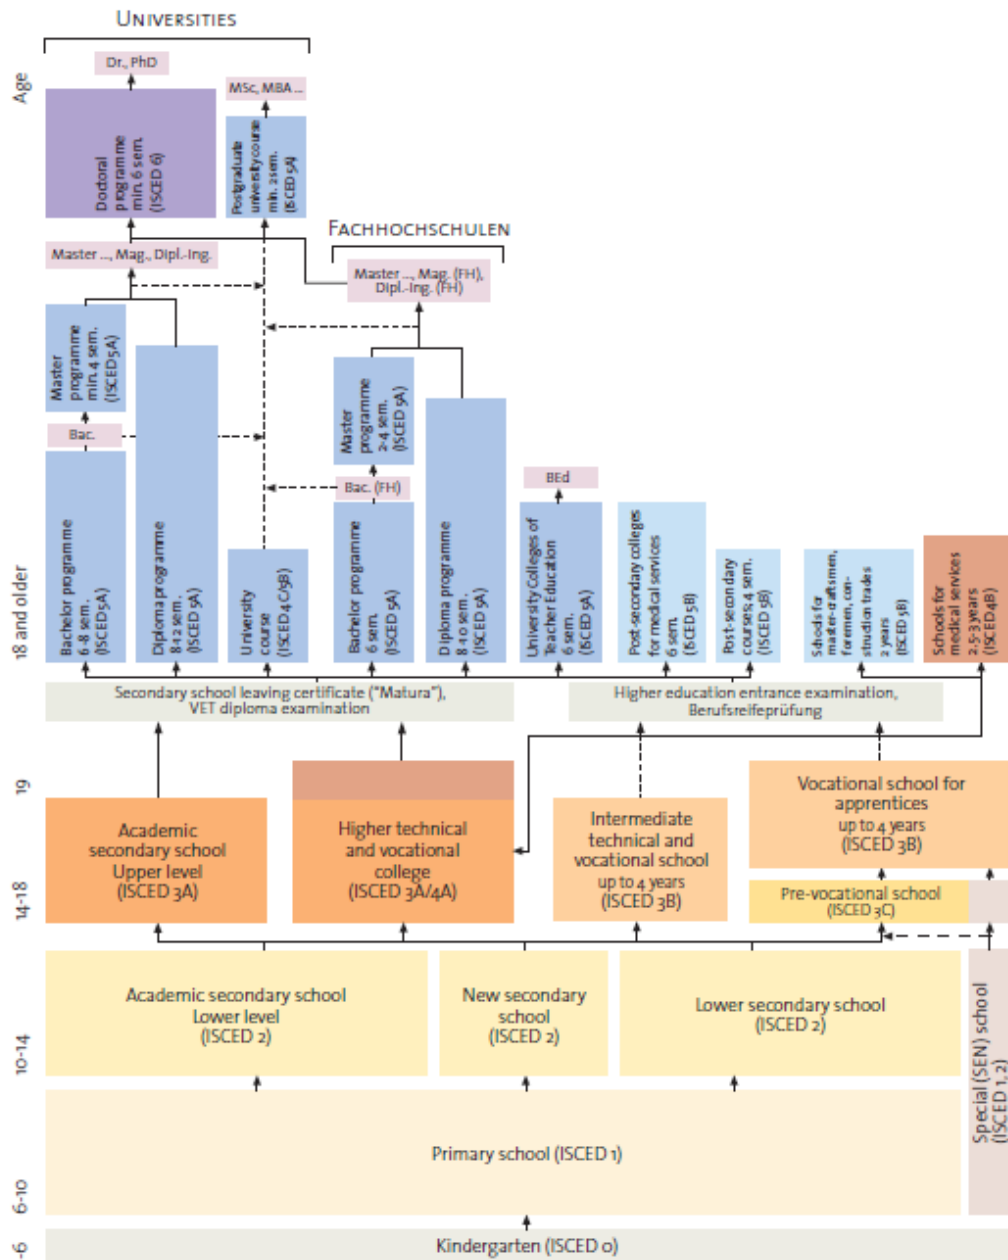 UNIVERSITIES
Dr., PhD
MSc, MBA ...
Age
Doctoral
programme
min. 6 sem.
(ISCED 6)
Postgraduate
university course
min. 2 sem.
(ISCED 5A)
FACHHOCHSCHULEN
Master ..., Mag., Dipl.-Ing.
Master ..., Mag. (FH),
Dipl.-Ing. (FH)
Master
programme
min. 4 sem.
(ISCED 5A)
Master
programme
2-4 sem.
(ISCED 5A)
Bac.
Bac. (FH)
BEd
18 and older
Bachelor programme
6-8 sem.
(ISCED 5A)
Diploma programme
8-12 sem.
(ISCED 5A)
University
course
(ISCED 4C/5B)
Bachelor programme
6 sem.
(ISCED 5A)
Diploma programme
8-10 sem.
(ISCED 5A)
University Colleges of
Teacher Education
6 sem.
(ISCED 5A)
Post-secondary colleges
for medical services
6 sem.
(ISCED 5B)
Post-secondary
courses; 4 sem.
(ISCED 5B)
Schools for
master-craftsmen,
foremen, con-
struction trades
2 years
(ISCED 5B)
Schools for
medical services
2.5-3 years
(ISCED 4B)
Secondary school leaving certificate ("Matura"),
VET diploma examination
Higher education entrance examination,
Berufsreifeprüfung
19
14-18
Academic
secondary school
Upper level
(ISCED 3A)
Higher technical
and vocational
college
(ISCED 3A/4A)
Intermediate
technical and
vocational school
up to 4 years
(ISCED 3B)
Vocational school for
apprentices
up to 4 years
(ISCED 3B)
Pre-vocational school
(ISCED 3C)
10-14
Academic secondary school
Lower level
(ISCED 2)
New secondary
school
(ISCED 2)
Lower secondary school
(ISCED 2)
Special (SEN) school
(ISCED 1, 2)
6-10
Primary school (ISCED 1)
-6
Kindergarten (ISCED 0)